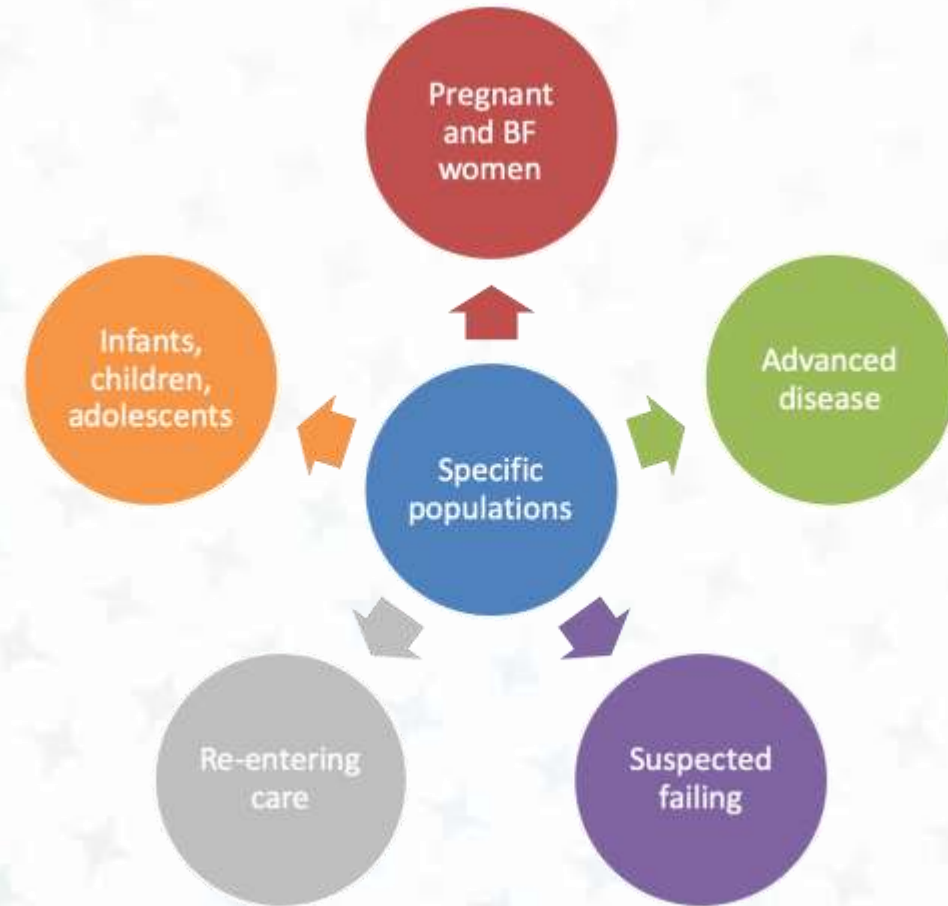 Pregnant
and BF
women
Infants,
children,
adolescents
Advanced
disease
Specific
populations
Re-entering
care
Suspected
failing